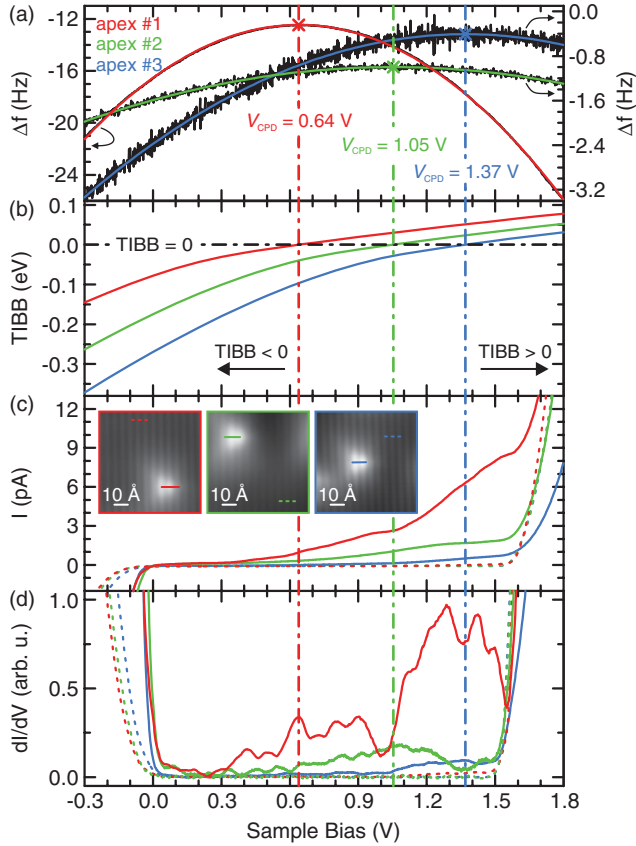 (a)
-12
-16
-20
-24
Δf (Hz)
apex #1
apex #2
apex #3
V_CPD = 0.64 V
V_CPD = 1.05 V
V_CPD = 1.37 V
0.0
-0.8
-1.6
-2.4
-3.2
Δf (Hz)
(b)
0.1
0.0
-0.1
-0.2
-0.3
TIBB (eV)
TIBB = 0
TIBB < 0
TIBB > 0
(c)
12
9
6
3
0
I (pA)
10 Å
10 Å
10 Å
(d)
1.0
0.5
0.0
dI/dV (arb. u.)
-0.3 0.0 0.3 0.6 0.9 1.2 1.5 1.8
Sample Bias (V)